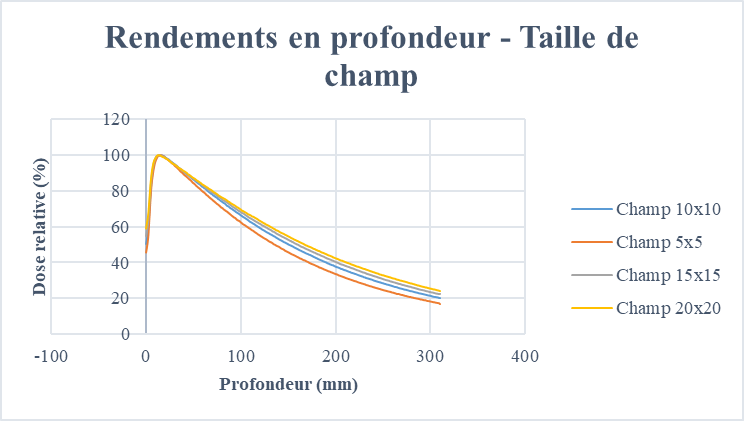 Rendements en profondeur - Taille de
champ
Dose relative (%)
120
100
80
60
40
20
0
-100
0
100
200
300
400
Profondeur (mm)
Champ 10x10
Champ 5x5
Champ 15x15
Champ 20x20